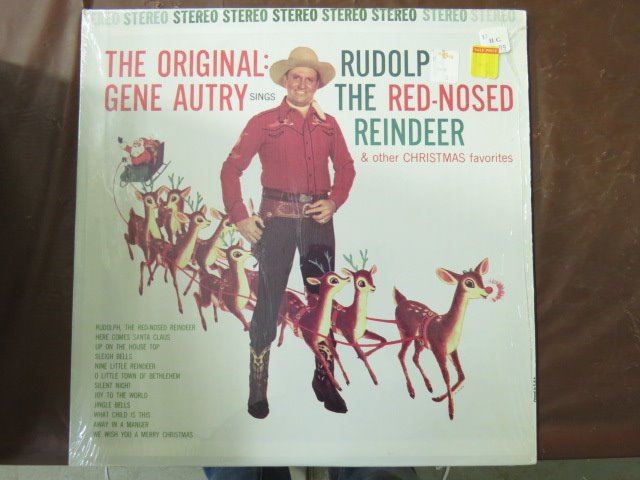 STEREO STEREO STEREO STEREO STEREO STEREO STEREO STEREO
THE ORIGINAL: RUDOLP
GENE AUTRY SINGS THE RED-NOSED
REINDEER
& other CHRISTMAS favorites
RUDOLPH, THE RED-NOSED REINDEER
HERE COMES SANTA CLAUS
UP ON THE HOUSE TOP
SLEIGH BELLS
NINE LITTLE REINDEER
O LITTLE TOWN OF BETHLEHEM
SILENT NIGHT
JOY TO THE WORLD
JINGLE BELLS
WHAT CHILD IS THIS
AWAY IN A MANGER
WE WISH YOU A MERRY CHRISTMAS